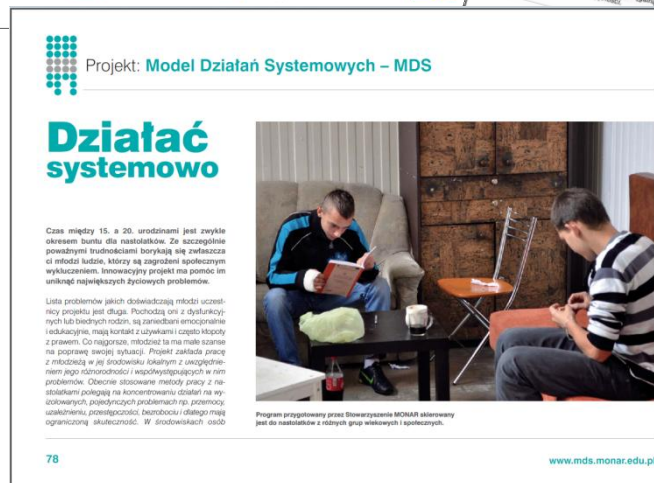 Projekt: Model Działań Systemowych – MDS
Działać
systemowo
Czas między 15. a 20. urodzinami jest zwykle
okresem buntu dla nastolatków. Ze szczególnie
poważnymi trudnościami borykają się zwłaszcza
ci młodzi ludzie, którzy są zagrożeni społecznym
wykluczeniem. Innowacyjny projekt ma pomóc im
uniknąć największych życiowych problemów.
Lista problemów jakich doświadczają młodzi uczest-
nicy projektu jest długa. Pochodzą oni z dysfunkcyj-
nych lub biednych rodzin, są zaniedbani emocjonalnie
i edukacyjnie, mają kontakt z używkami i często kłopoty
z prawem. Co najgorsze, młodzież ta ma małe szanse
na poprawę swojej sytuacji. Projekt zakłada pracę
z młodzieżą w jej środowisku lokalnym z uwzględnie-
niem jego różnorodności i współwystępujących w nim
problemów. Obecnie stosowane metody pracy z na-
stolatkami polegają na koncentrowaniu działań na wy-
izolowanych, pojedynczych problemach np. przemocy,
uzależnieniu, przestępczości, bezrobociu i dlatego mają
ograniczoną skuteczność. W środowiskach osób
Program przygotowany przez Stowarzyszenie MONAR skierowany
jest do nastolatków z różnych grup wiekowych i społecznych.
78
www.mds.monar.edu.pl